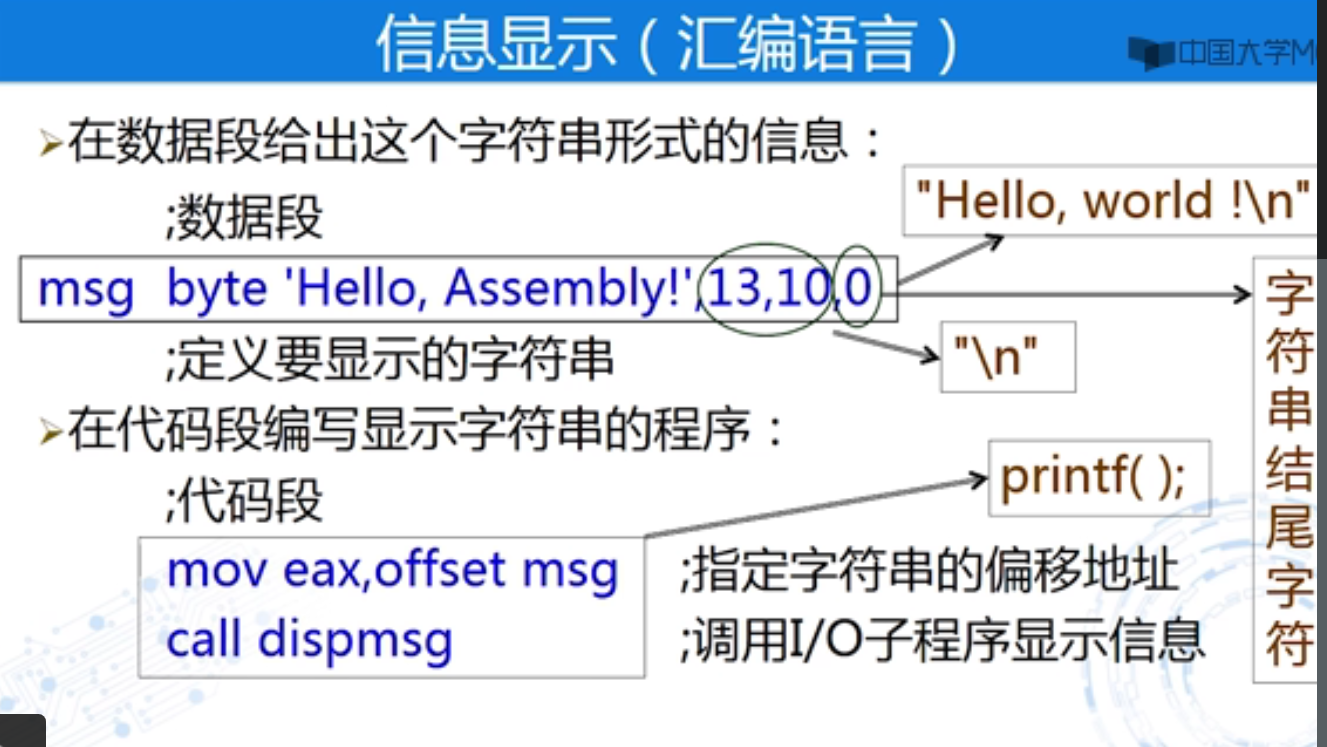 信息显示（汇编语言）
中国大学M
➢在数据段给出这个字符串形式的信息：
;数据段
"Hello, world !\n"
msg byte 'Hello, Assembly!',13,10,0
;定义要显示的字符串
"\n"
字符串结尾字符
➢在代码段编写显示字符串的程序：
;代码段
printf( );
mov eax,offset msg ;指定字符串的偏移地址
call dispmsg ;调用I/O子程序显示信息